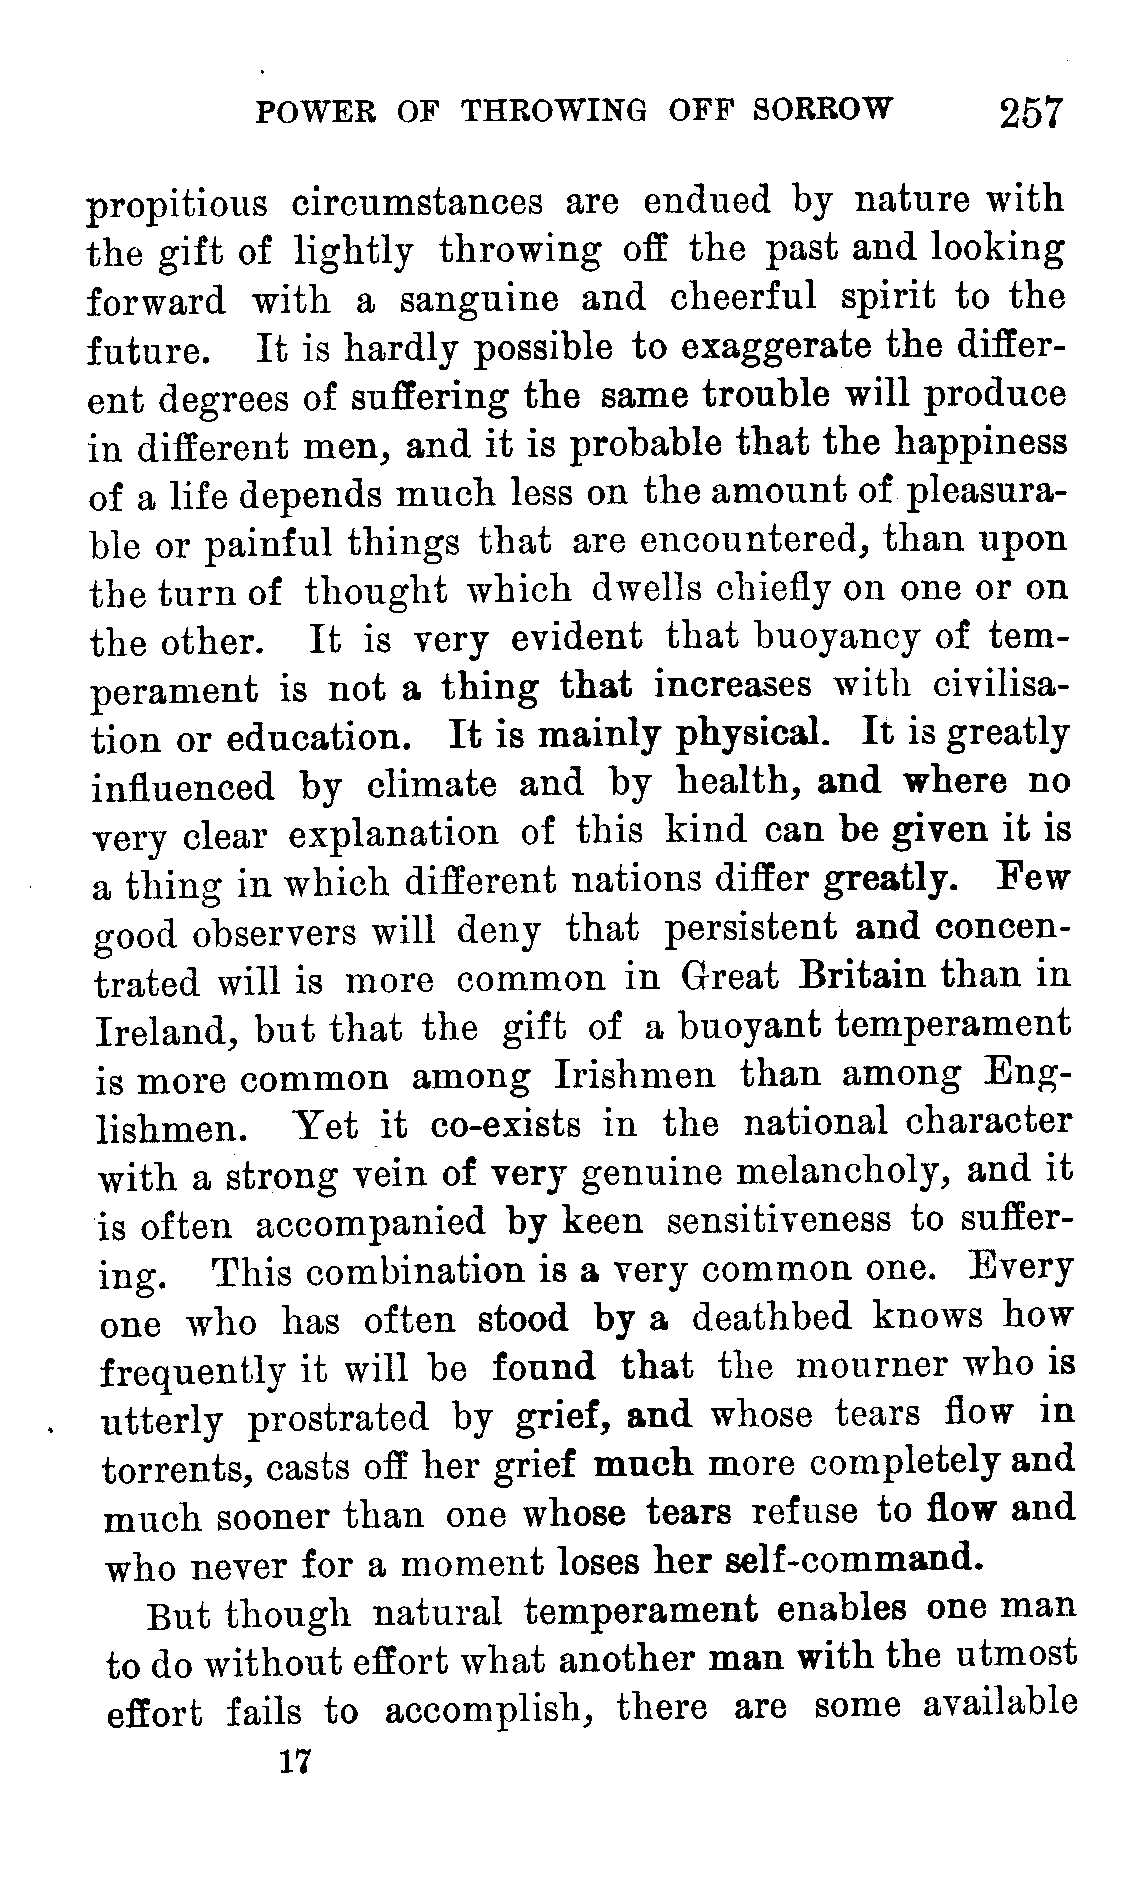 POWER OF THROWING OFF SORROW 257
propitious circumstances are endued by nature with
the gift of lightly throwing off the past and looking
forward with a sanguine and cheerful spirit to the
future. It is hardly possible to exaggerate the differ-
ent degrees of suffering the same trouble will produce
in different men, and it is probable that the happiness
of a life depends much less on the amount of pleasura-
ble or painful things that are encountered, than upon
the turn of thought which dwells chiefly on one or on
the other. It is very evident that buoyancy of tem-
perament is not a thing that increases with civilisa-
tion or education. It is mainly physical. It is greatly
influenced by climate and by health, and where no
very clear explanation of this kind can be given it is
a thing in which different nations differ greatly. Few
good observers will deny that persistent and concen-
trated will is more common in Great Britain than in
Ireland, but that the gift of a buoyant temperament
is more common among Irishmen than among Eng-
lishmen. Yet it co-exists in the national character
with a strong vein of very genuine melancholy, and it
is often accompanied by keen sensitiveness to suffer-
ing. This combination is a very common one. Every
one who has often stood by a deathbed knows how
frequently it will be found that the mourner who is
utterly prostrated by grief, and whose tears flow in
torrents, casts off her grief much more completely and
much sooner than one whose tears refuse to flow and
who never for a moment loses her self-command.
But though natural temperament enables one man
to do without effort what another man with the utmost
effort fails to accomplish, there are some available
17